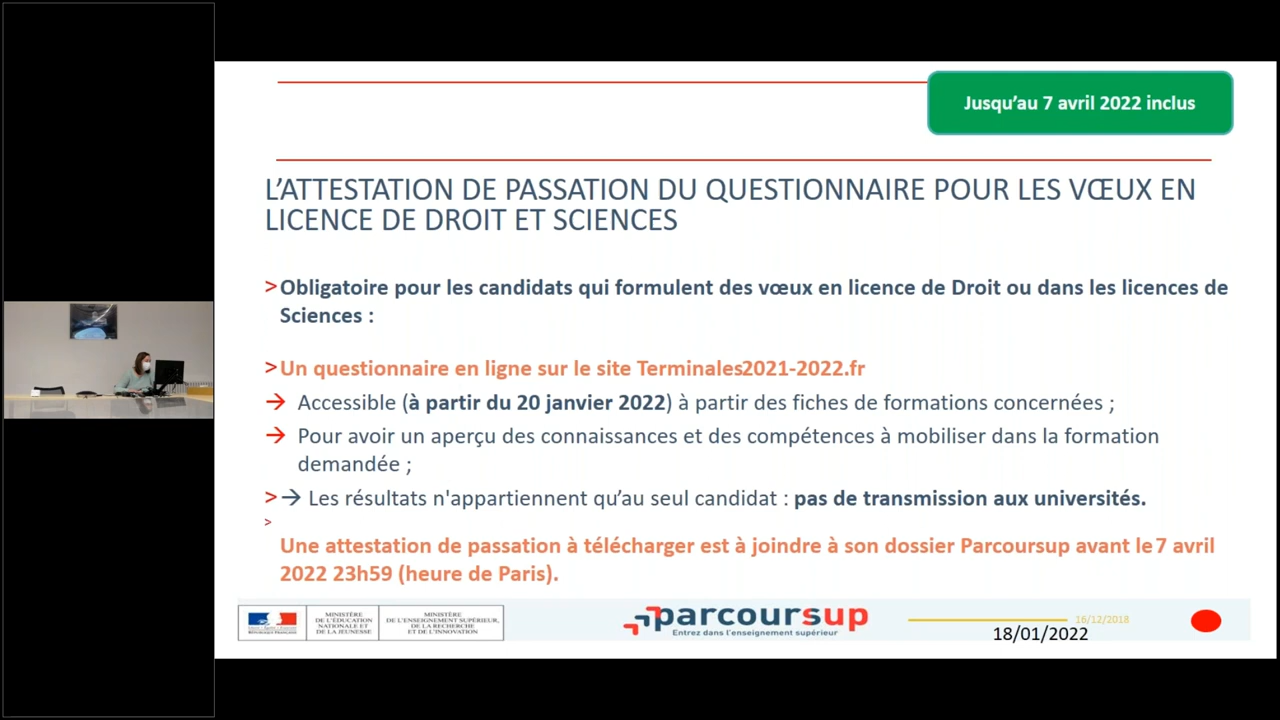 Jusqu'au 7 avril 2022 inclus
L'ATTESTATION DE PASSATION DU QUESTIONNAIRE POUR LES VŒUX EN
LICENCE DE DROIT ET SCIENCES
> Obligatoire pour les candidats qui formulent des vœux en licence de Droit ou dans les licences de
Sciences :
> Un questionnaire en ligne sur le site Terminales2021-2022.fr
→ Accessible (à partir du 20 janvier 2022) à partir des fiches de formations concernées ;
→ Pour avoir un aperçu des connaissances et des compétences à mobiliser dans la formation
demandée ;
> → Les résultats n'appartiennent qu'au seul candidat : pas de transmission aux universités.
>
Une attestation de passation à télécharger est à joindre à son dossier Parcoursup avant le 7 avril
2022 23h59 (heure de Paris).
RÉPUBLIQUE FRANÇAISE
MINISTÈRE
DE L'ÉDUCATION
NATIONALE ET
DE LA JEUNESSE
MINISTÈRE
DE L'ENSEIGNEMENT SUPÉRIEUR,
DE LA RECHERCHE
ET DE L'INNOVATION
parcoursup
Entrez dans l'enseignement supérieur
16/12/2018
18/01/2022